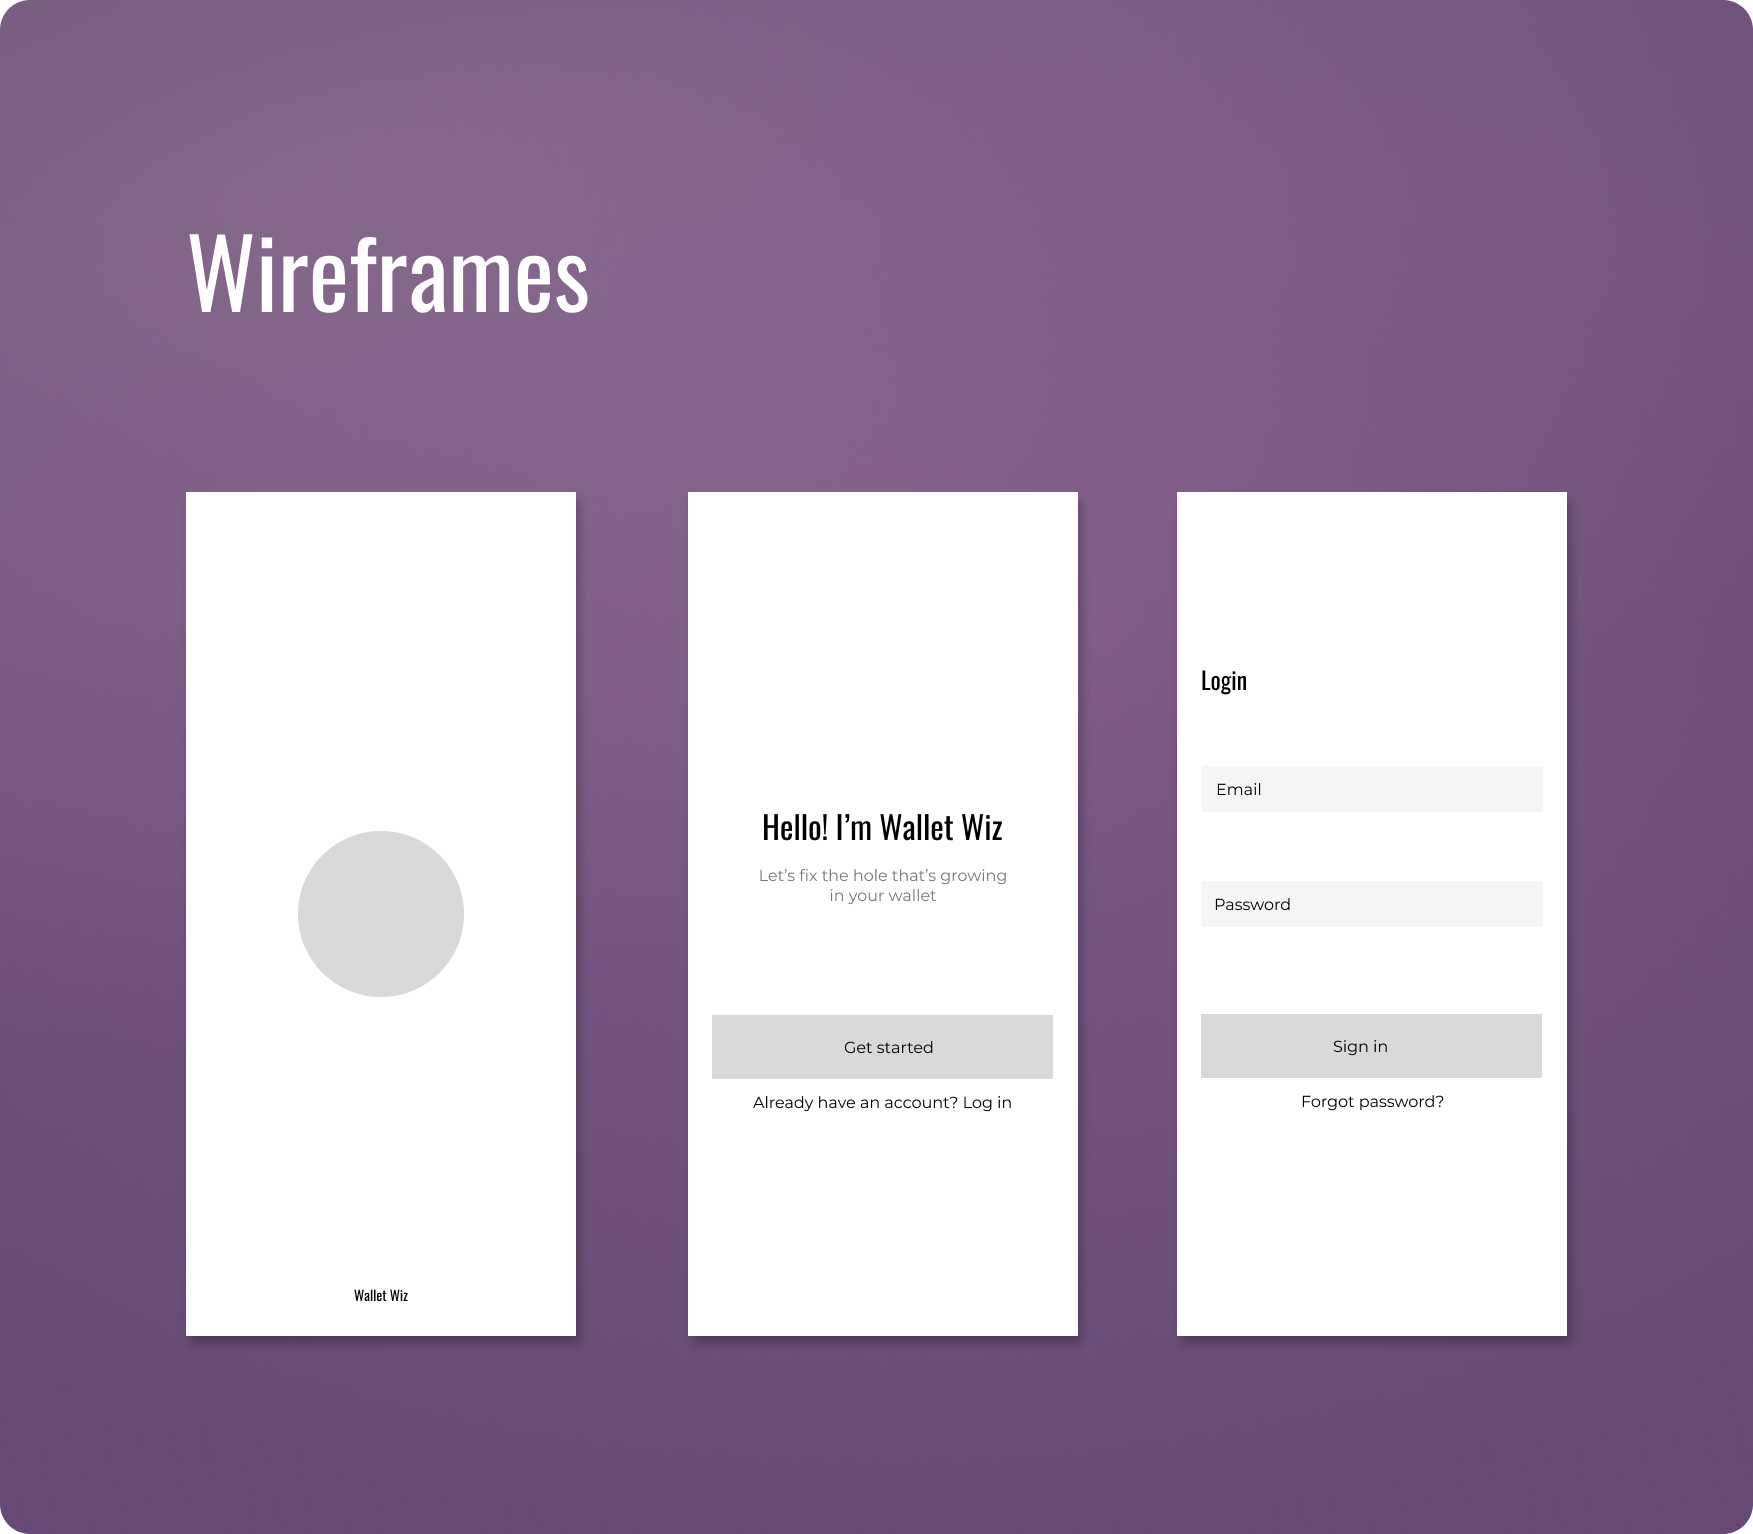 Wireframes
Wallet Wiz
Hello! I’m Wallet Wiz
Let’s fix the hole that’s growing
in your wallet
Get started
Already have an account? Log in
Login
Email
Password
Sign in
Forgot password?